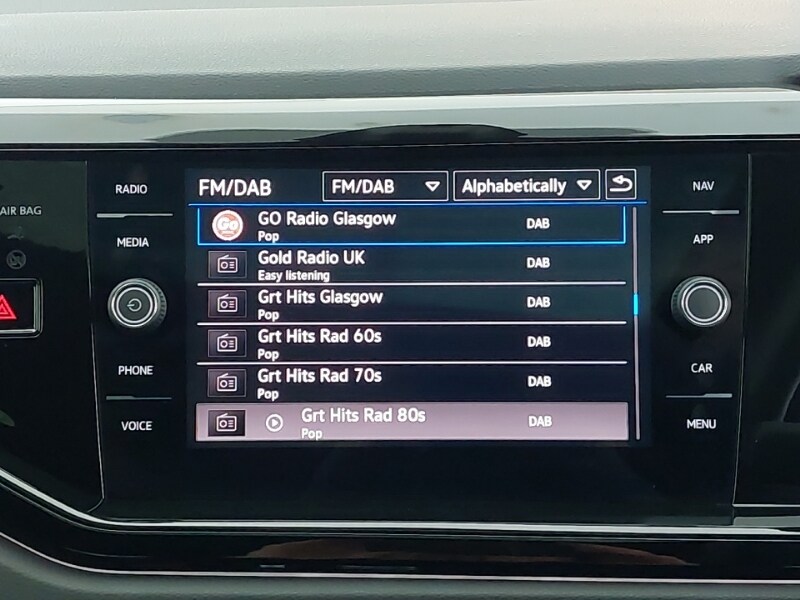 RADIO
MEDIA
PHONE
VOICE
AIR BAG
FM/DAB
FM/DAB
Alphabetically
Go
GO Radio Glasgow
DAB
Pop
Gold Radio UK
DAB
Easy listening
Grt Hits Glasgow
DAB
Pop
Grt Hits Rad 60s
DAB
Pop
Grt Hits Rad 70s
DAB
Pop
Grt Hits Rad 80s
DAB
Pop
NAV
APP
CAR
MENU